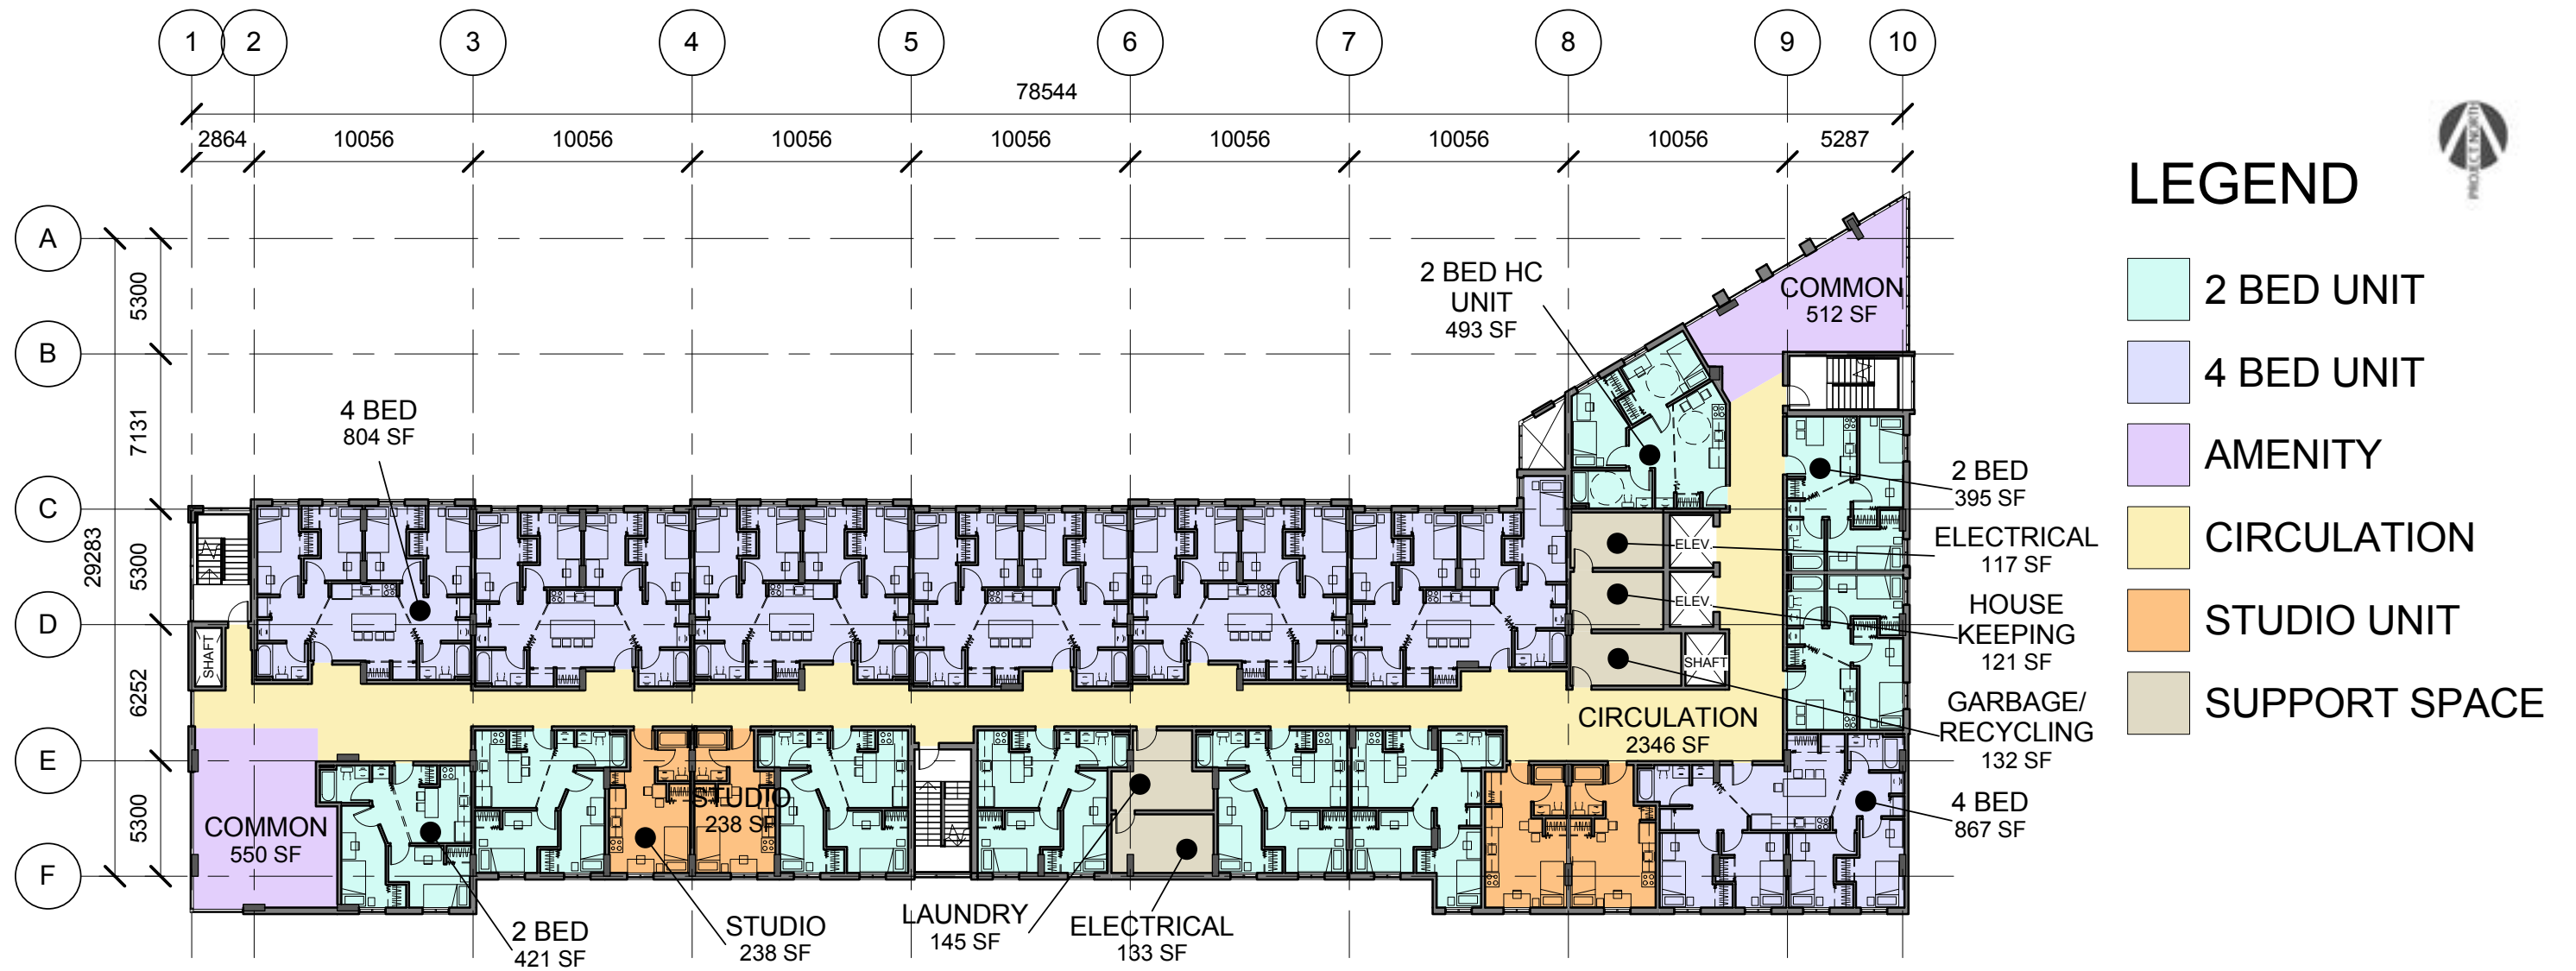 1 2 3 4 5 6 7 8 9 10
78544
2864 10056 10056 10056 10056 10056 10056 10056 5287
PROJECT NORTH
LEGEND
2 BED UNIT
4 BED UNIT
AMENITY
CIRCULATION
STUDIO UNIT
SUPPORT SPACE
A
B
C
D
E
F
5300
7131
5300
6252
5300
29283
2 BED HC
UNIT
493 SF
COMMON
512 SF
4 BED
804 SF
2 BED
395 SF
ELECTRICAL
117 SF
HOUSE
KEEPING
121 SF
GARBAGE/
RECYCLING
132 SF
4 BED
867 SF
ELEV.
ELEV.
SHAFT
SHAFT
CIRCULATION
2346 SF
COMMON
550 SF
STUDIO
238 SF
2 BED
421 SF
STUDIO
238 SF
LAUNDRY
145 SF
ELECTRICAL
133 SF